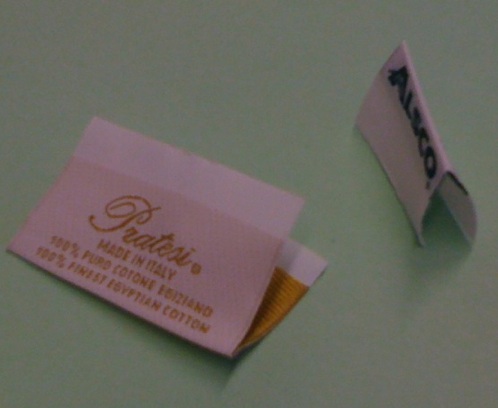 Pratesi®
MADE IN ITALY
100% PURO COTONE EGIZIANO
100% FINEST EGYPTIAN COTTON
ALSCO